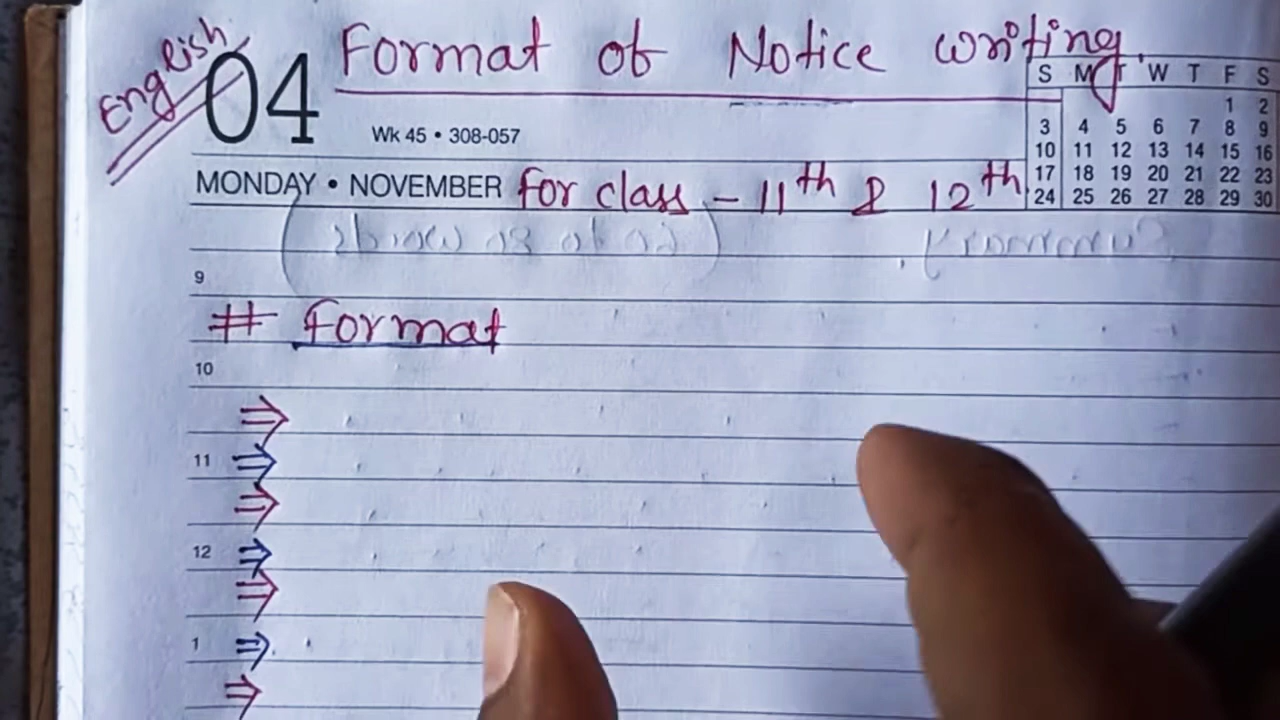 English
Format of Notice writing.
04
Wk 45 • 308-057
S M T W T F S
1 2
3 4 5 6 7 8 9
10 11 12 13 14 15 16
17 18 19 20 21 22 23
24 25 26 27 28 29 30
MONDAY • NOVEMBER for class - 11th & 12th
9
# Format
10
⇒
11 ⇒
⇒
12 ⇒
⇒
1 ⇒
⇒